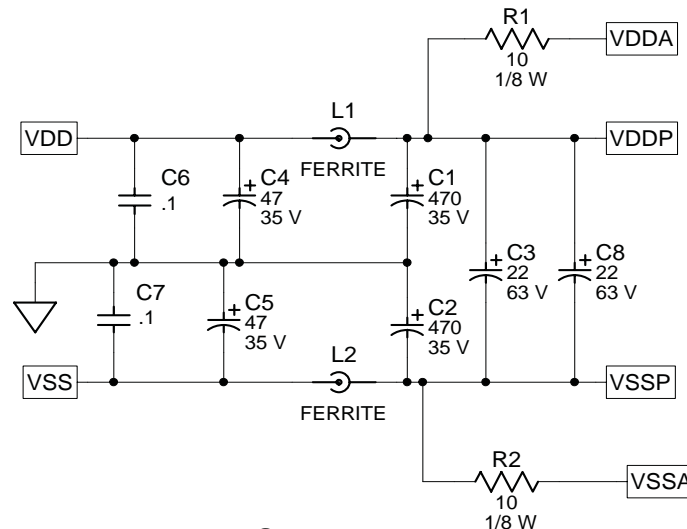 R1
VDDA
10
1/8 W
L1
VDD
VDDP
FERRITE
C6
.1
+ C4
47
35 V
+ C1
470
35 V
+ C3
22
63 V
+ C8
22
63 V
C7
.1
+ C5
47
35 V
+ C2
470
35 V
L2
VSS
VSSP
FERRITE
R2
VSSA
10
1/8 W